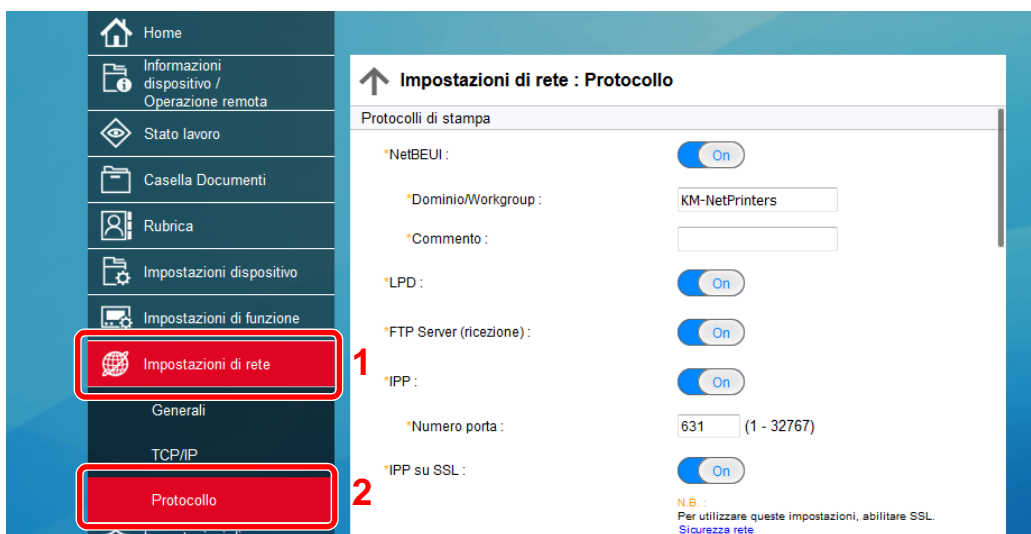 Home
Informazioni
dispositivo /
Operazione remota
Stato lavoro
Casella Documenti
Rubrica
Impostazioni dispositivo
Impostazioni di funzione
Impostazioni di rete
1
Generali
TCP/IP
Protocollo
2
Impostazioni di rete : Protocollo
Protocolli di stampa
*NetBEUI : On
*Dominio/Workgroup : KM-NetPrinters
*Commento :
*LPD : On
*FTP Server (ricezione) : On
*IPP : On
*Numero porta : 631 (1 - 32767)
*IPP su SSL : On
N.B. :
Per utilizzare queste impostazioni, abilitare SSL.
Sicurezza rete